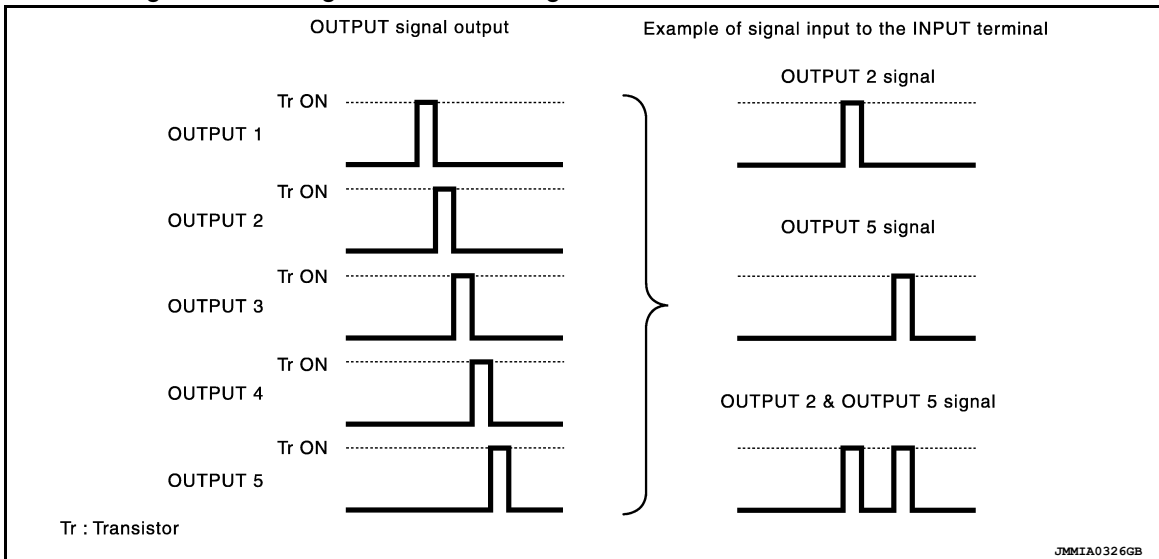 OUTPUT signal output
Example of signal input to the INPUT terminal
Tr ON
OUTPUT 1
Tr ON
OUTPUT 2
Tr ON
OUTPUT 3
Tr ON
OUTPUT 4
Tr ON
OUTPUT 5
OUTPUT 2 signal
OUTPUT 5 signal
OUTPUT 2 & OUTPUT 5 signal
Tr : Transistor
JMMIA0326GB